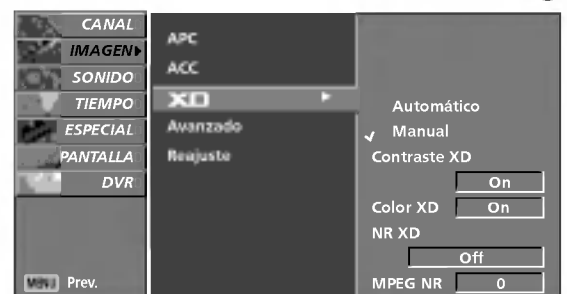 CANAL
IMAGEN
SONIDO
TIEMPO
ESPECIAL
PANTALLA
DVR
MENU Prev.
APC
ACC
XD
Avanzado
Reajuste
Automático
Manual
Contraste XD
On
Color XD On
NR XD
Off
MPEG NR 0